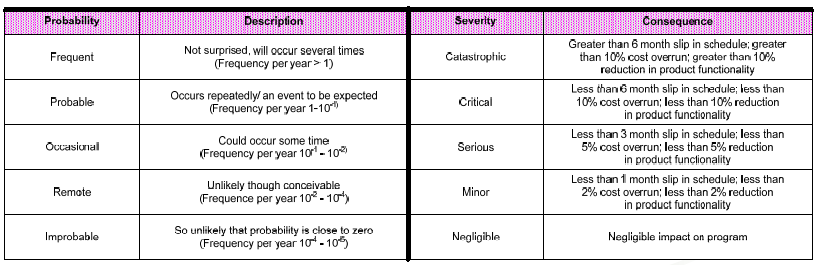 Probability Description Severity Consequence
Frequent
Not surprised, will occur several times
(Frequency per year > 1)
Catastrophic
Greater than 6 month slip in schedule; greater
than 10% cost overrun; greater than 10%
reduction in product functionality
Probable
Occurs repeatedly/ an event to be expected
(Frequency per year 1-10⁻¹)
Critical
Less than 6 month slip in schedule; less than
10% cost overrun; less than 10% reduction
in product functionality
Occasional
Could occur some time
(Frequency per year 10⁻¹ - 10⁻²)
Serious
Less than 3 month slip in schedule; less than
5% cost overrun; less than 5% reduction
in product functionality
Remote
Unlikely though conceivable
(Frequence per year 10⁻² - 10⁻⁴)
Minor
Less than 1 month slip in schedule; less than
2% cost overrun; less than 2% reduction
in product functionality
Improbable
So unlikely that probability is close to zero
(Frequency per year 10⁻⁴ - 10⁻⁵)
Negligible
Negligible impact on program